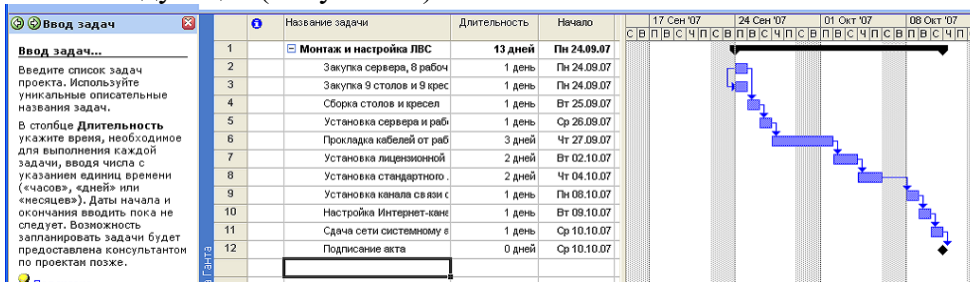 Ввод задач
Ввод задач...
Введите список задач
проекта. Используйте
уникальные описательные
названия задач.
В столбце Длительность
укажите время, необходимое
для выполнения каждой
задачи, вводя числа с
указанием единиц времени
(«часов», «дней» или
«месяцев»). Даты начала и
окончания вводить пока не
следует. Возможность
запланировать задачи будет
предоставлена консультантом
по проектам позже.
Название задачи Длительность Начало
1 Монтаж и настройка ЛВС 13 дней Пн 24.09.07
2 Закупка сервера, 8 рабоч 1 день Пн 24.09.07
3 Закупка 9 столов и 9 крес 1 день Пн 24.09.07
4 Сборка столов и кресел 1 день Вт 25.09.07
5 Установка сервера и раб 1 день Ср 26.09.07
6 Прокладка кабелей от раб 3 дней Чт 27.09.07
7 Установка лицензионной 2 дней Вт 02.10.07
8 Установка стандартного 2 дней Чт 04.10.07
9 Установка канала связи с 1 день Пн 08.10.07
10 Настройка Интернет-кана 1 день Вт 09.10.07
11 Сдача сети системному а 1 день Ср 10.10.07
12 Подписание акта 0 дней Ср 10.10.07
Ганта
17 Сен '07 24 Сен '07 01 Окт '07 08 Окт '07
С В П В С Ч П С В П В С Ч П С В П В С Ч П С В П В С Ч П